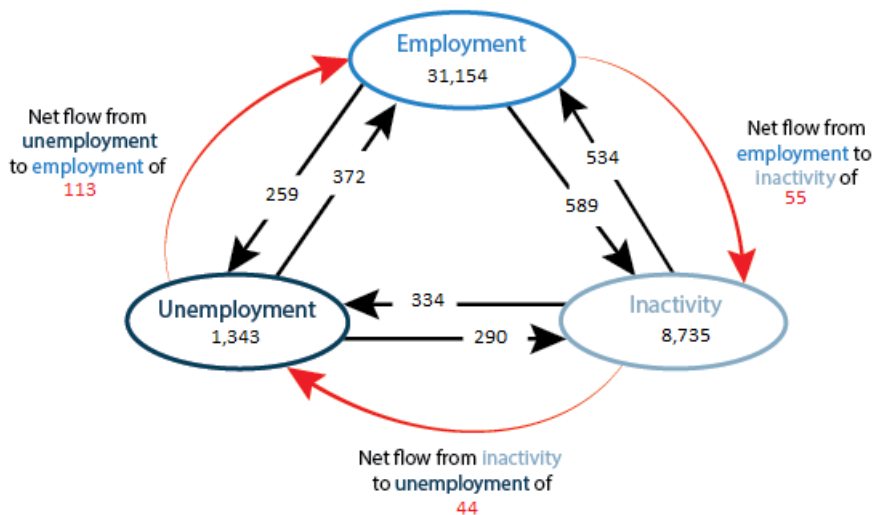 Employment
31,154
Net flow from
unemployment
to employment of
113
Net flow from
employment to
inactivity of
55
259
372
534
589
Unemployment
1,343
334
290
Inactivity
8,735
Net flow from inactivity
to unemployment of
44